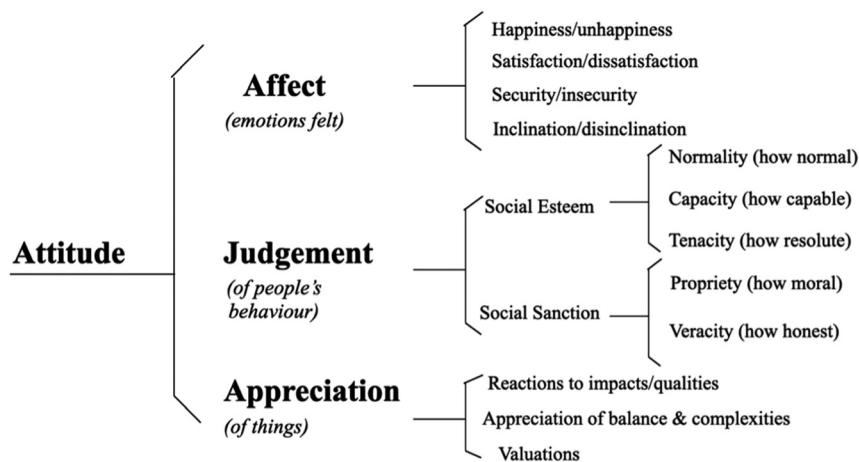 Attitude
Affect
(emotions felt)
Happiness/unhappiness
Satisfaction/dissatisfaction
Security/insecurity
Inclination/disinclination
Judgement
(of people's
behaviour)
Social Esteem
Normality (how normal)
Capacity (how capable)
Tenacity (how resolute)
Social Sanction
Propriety (how moral)
Veracity (how honest)
Appreciation
(of things)
Reactions to impacts/qualities
Appreciation of balance & complexities
Valuations